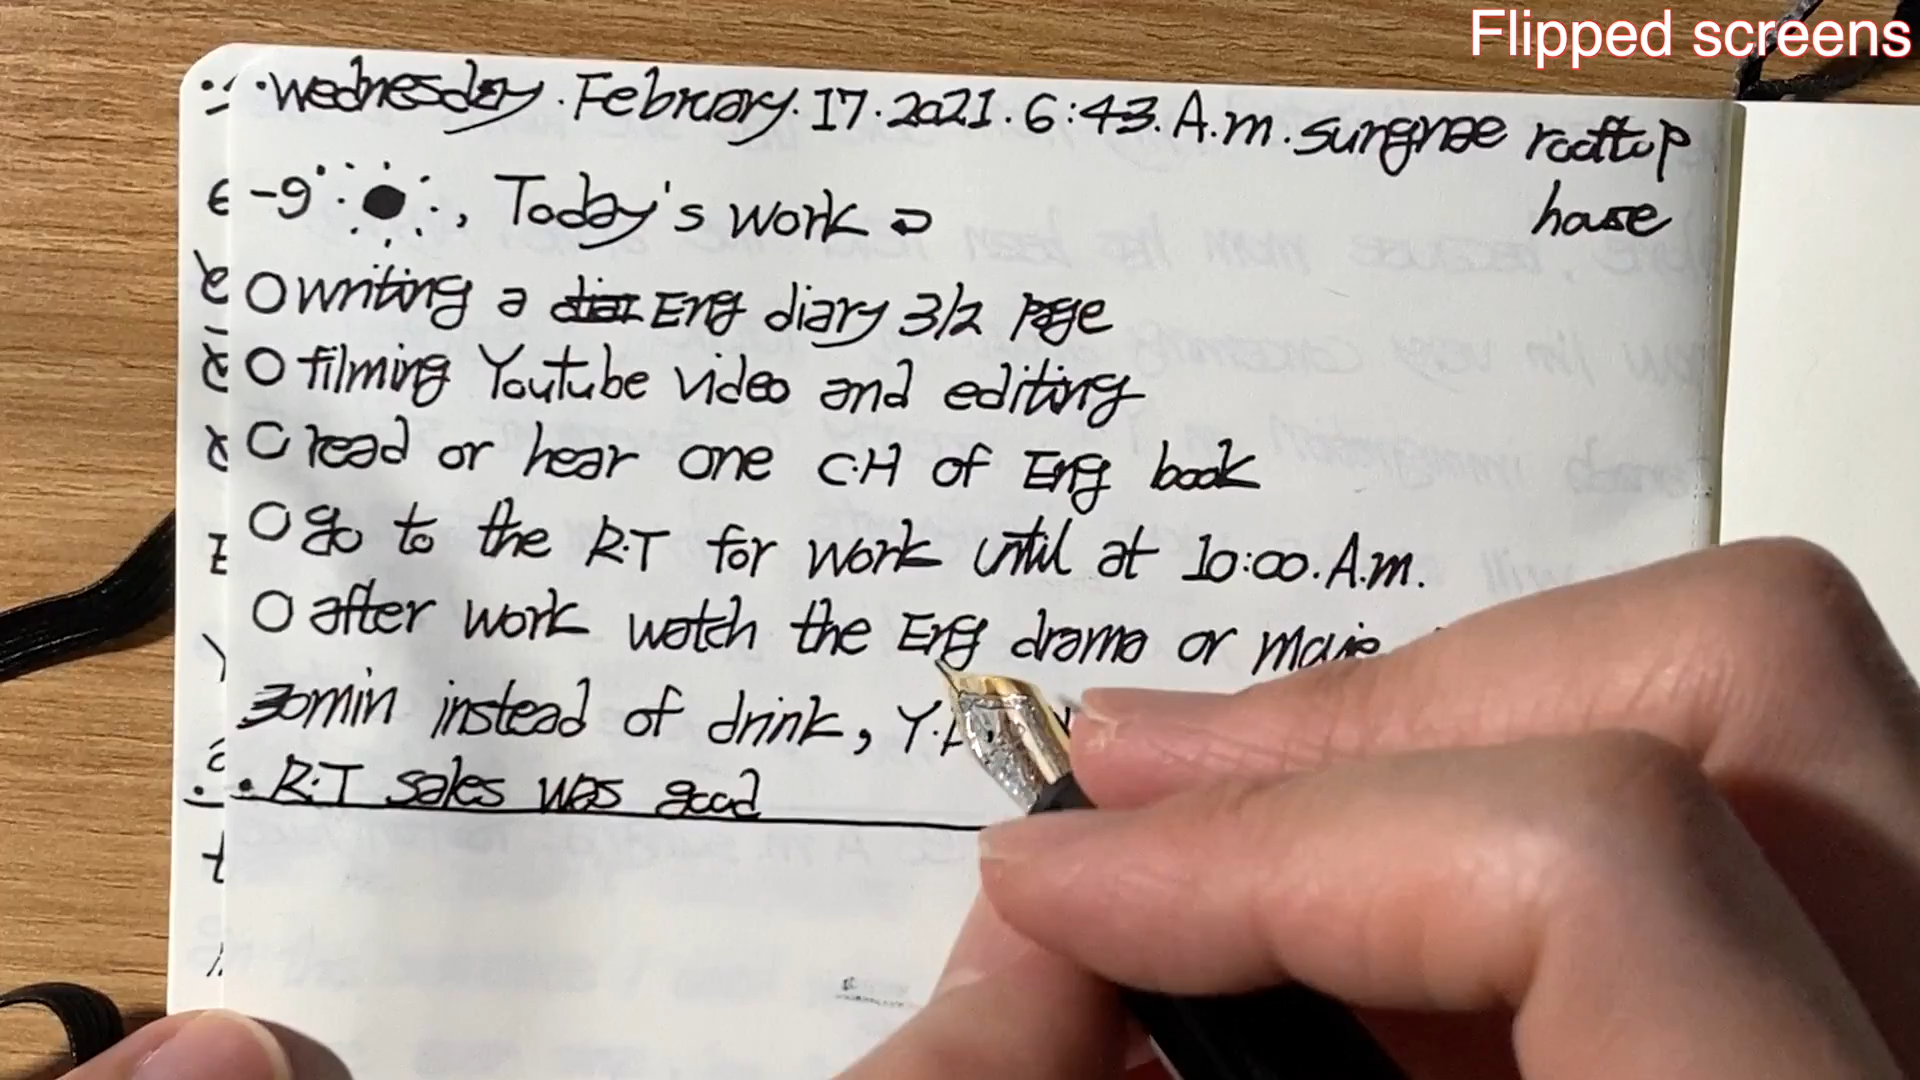 Flipped screens
·Wednesday.February.17.2021.6:43.A.m.sungnae rooftop
house
-9° , Today's work
○writing a Eng diary 3/2 page
○ filming Youtube video and editing
○ read or hear one C.H of Eng book
○ go to the R.T for work until at 10:00.A.m.
○ after work watch the Eng drama or movie
30min instead of drink, Y.
· R.T sales was good